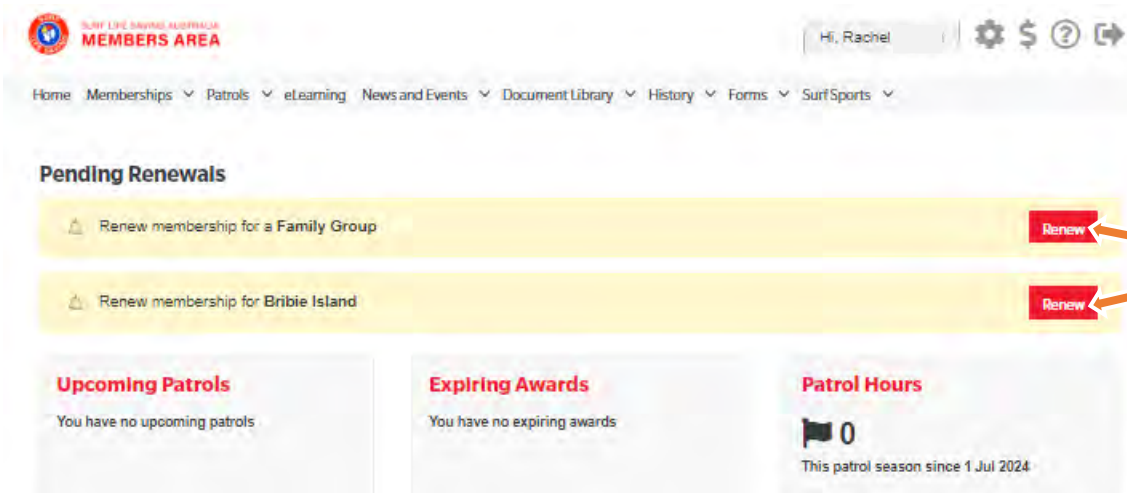 SURF LIFE SAVING AUSTRALIA
MEMBERS AREA
Hi, Rachel
Home Memberships Patrols eLearning News and Events Document Library History Forms Surf Sports
Pending Renewals
Renew membership for a Family Group
Renew
Renew membership for Bribie Island
Renew
Upcoming Patrols
You have no upcoming patrols
Expiring Awards
You have no expiring awards
Patrol Hours
0
This patrol season since 1 Jul 2024